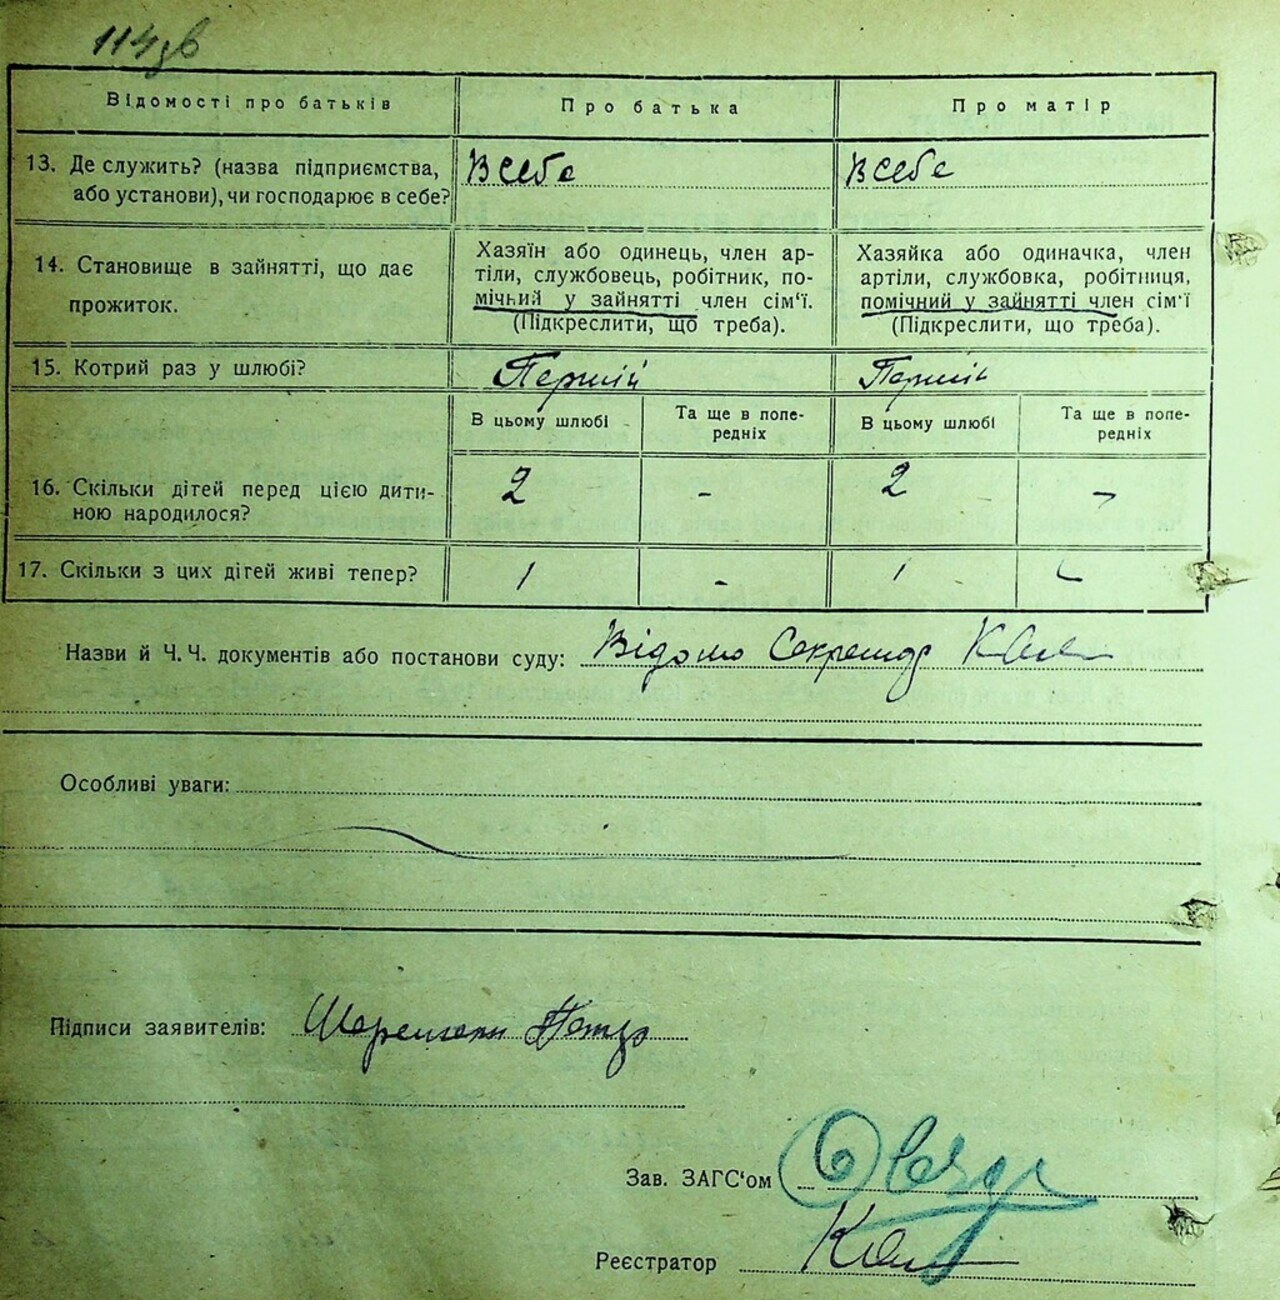 114зв
Відомості про батьків Про батька Про матір
13. Де служить? (назва підприємства, або установи), чи господарює в себе? В себе В себе
14. Становище в зайнятті, що дає прожиток.
Хазяїн або одинець, член ар-
тіли, службовець, робітник, по-
мічний у зайнятті член сім'ї.
(Підкреслити, що треба).
Хазяйка або одиначка, член
артіли, службовка, робітниця,
помічний у зайнятті член сім'ї
(Підкреслити, що треба).
15. Котрий раз у шлюбі? Перший Перший
В цьому шлюбі Та ще в попе-редніх В цьому шлюбі Та ще в попе-редніх
16. Скільки дітей перед цією дити-
ною народилося? 2 - 2 -
17. Скільки з цих дітей живі тепер? 1 - 1 -
Назви й Ч. Ч. документів або постанови суду: Відомо Секретар
Особливі уваги:
Підписи заявителів: Петро
Зав. ЗАГС'ом
Реєстратор